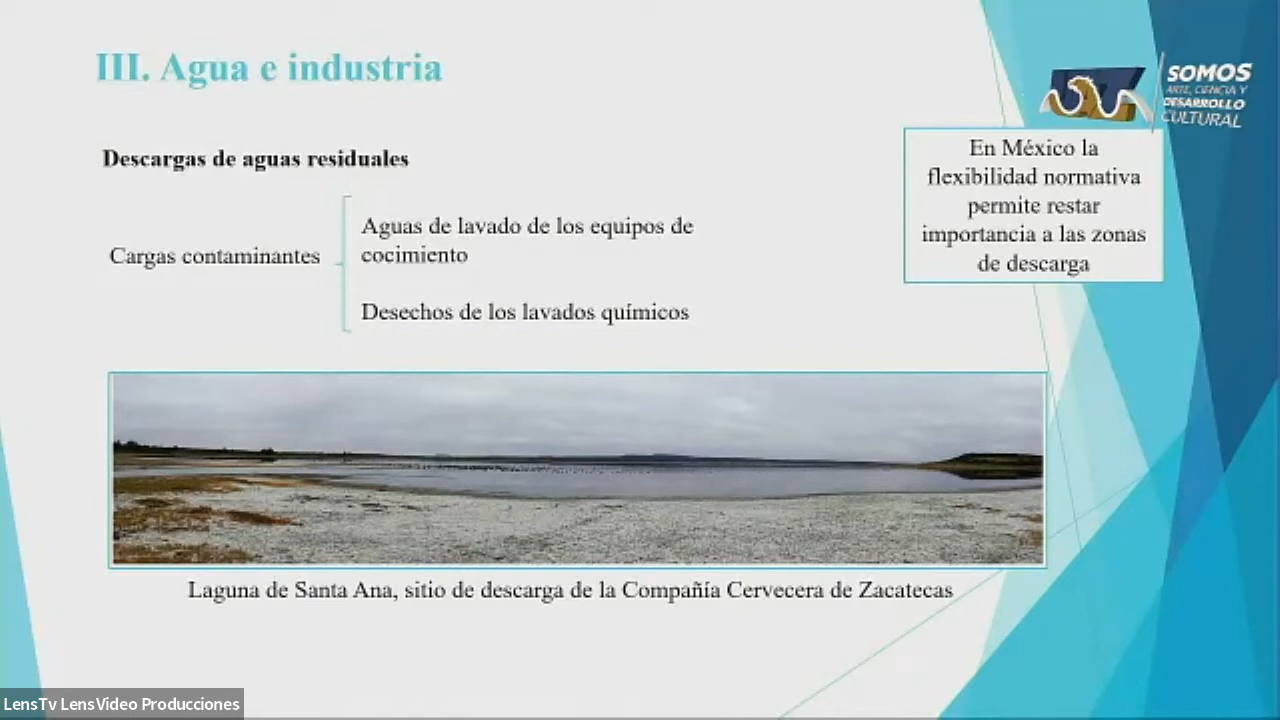 III. Agua e industria
SOMOS
ARTE, CIENCIA Y
DESARROLLO
CULTURAL
Descargas de aguas residuales
En México la
flexibilidad normativa
permite restar
importancia a las zonas
de descarga
Cargas contaminantes
Aguas de lavado de los equipos de
cocimiento
Desechos de los lavados químicos
Laguna de Santa Ana, sitio de descarga de la Compañía Cervecera de Zacatecas
LensTv LensVideo Producciones